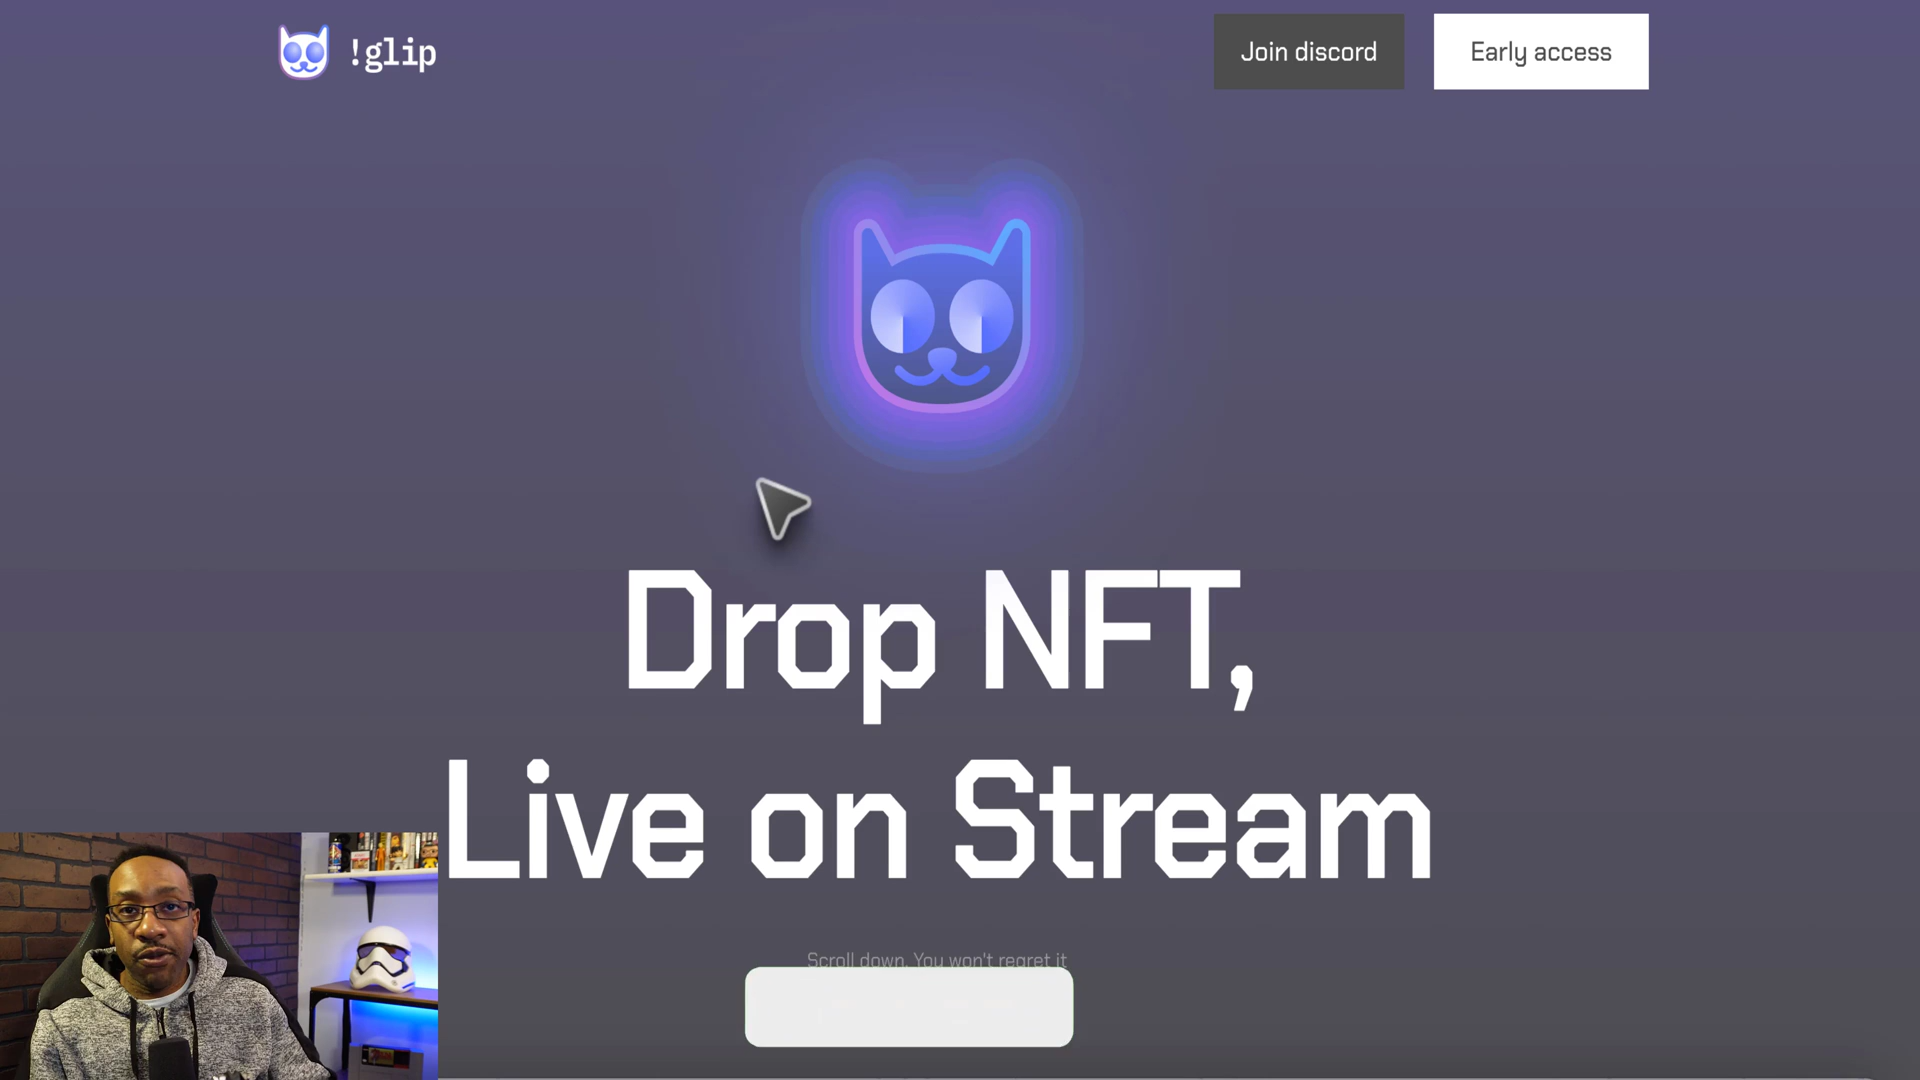 !glip
Join discord
Early access
Drop NFT,
Live on Stream
Scroll down. You won't regret it